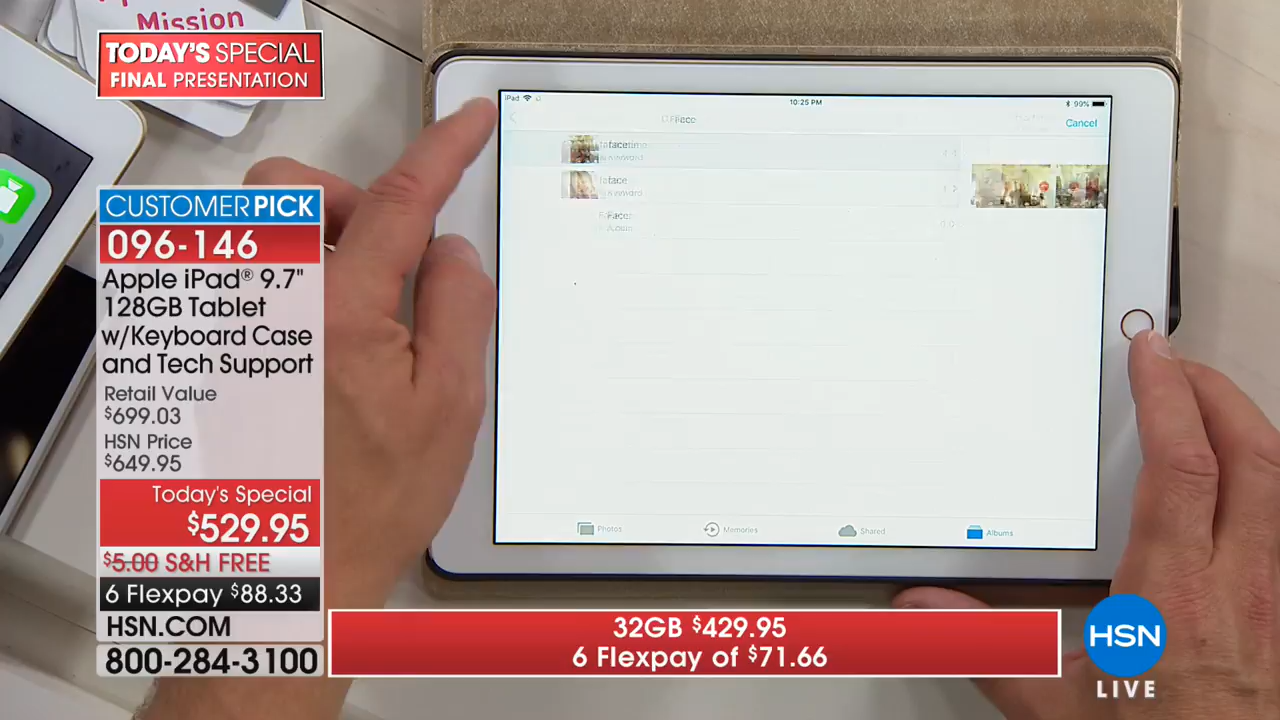 Mission
TODAY'S SPECIAL
FINAL PRESENTATION
CUSTOMER PICK
096-146
Apple iPad® 9.7"
128GB Tablet
w/Keyboard Case
and Tech Support
Retail Value
$699.03
HSN Price
$649.95
Today's Special
$529.95
$5.00 S&H FREE
6 Flexpay $88.33
HSN.COM
800-284-3100
iPad
10:25 PM
99%
Cancel
Photos
Memories
Shared
Albums
32GB $429.95
6 Flexpay of $71.66
HSN
LIVE